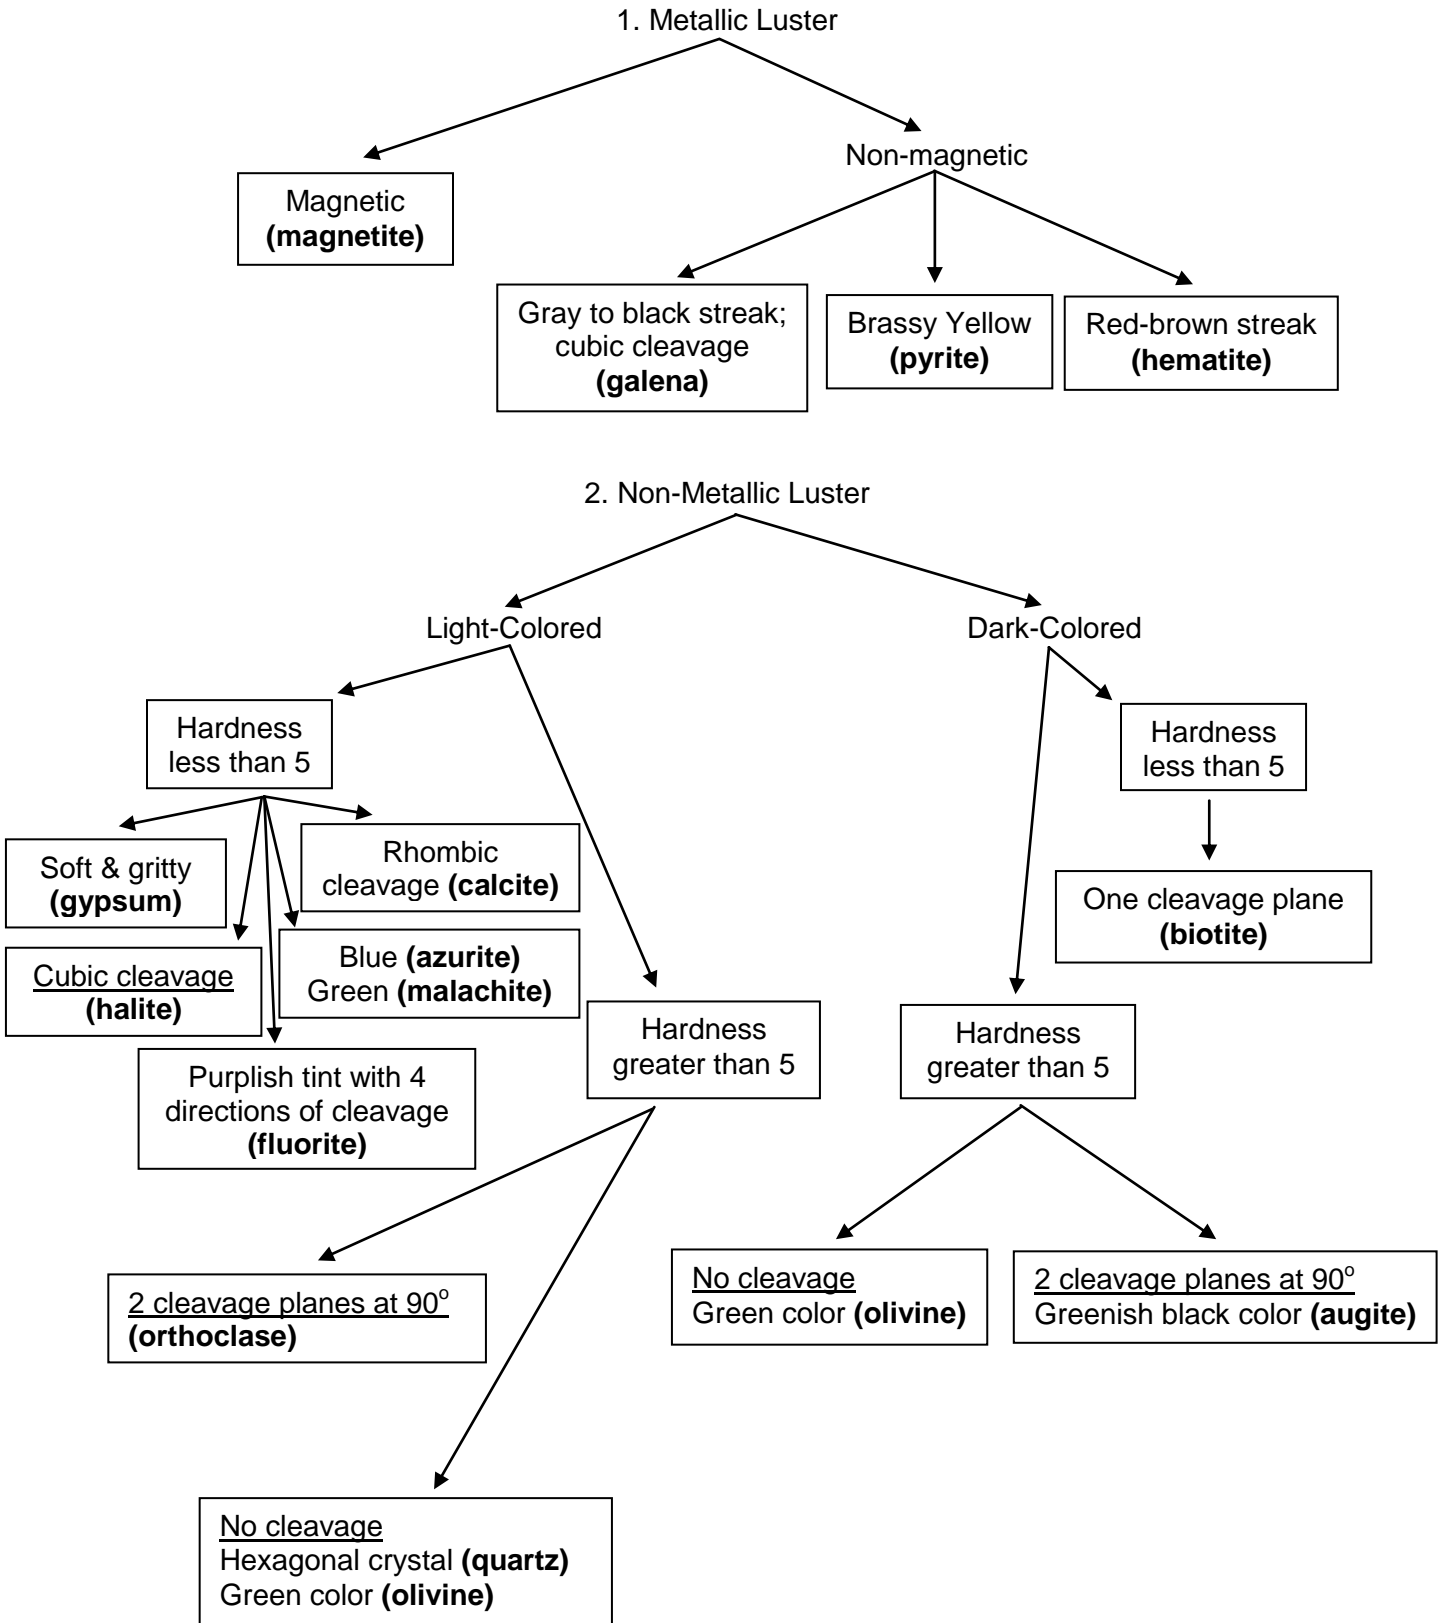 1. Metallic Luster
Non-magnetic
Magnetic
(magnetite)
Gray to black streak;
cubic cleavage
(galena)
Brassy Yellow
(pyrite)
Red-brown streak
(hematite)
2. Non-Metallic Luster
Light-Colored
Dark-Colored
Hardness
less than 5
Hardness
less than 5
Soft & gritty
(gypsum)
Rhombic
cleavage (calcite)
One cleavage plane
(biotite)
Cubic cleavage
(halite)
Blue (azurite)
Green (malachite)
Purplish tint with 4
directions of cleavage
(fluorite)
Hardness
greater than 5
Hardness
greater than 5
2 cleavage planes at 90°
(orthoclase)
No cleavage
Green color (olivine)
2 cleavage planes at 90°
Greenish black color (augite)
No cleavage
Hexagonal crystal (quartz)
Green color (olivine)